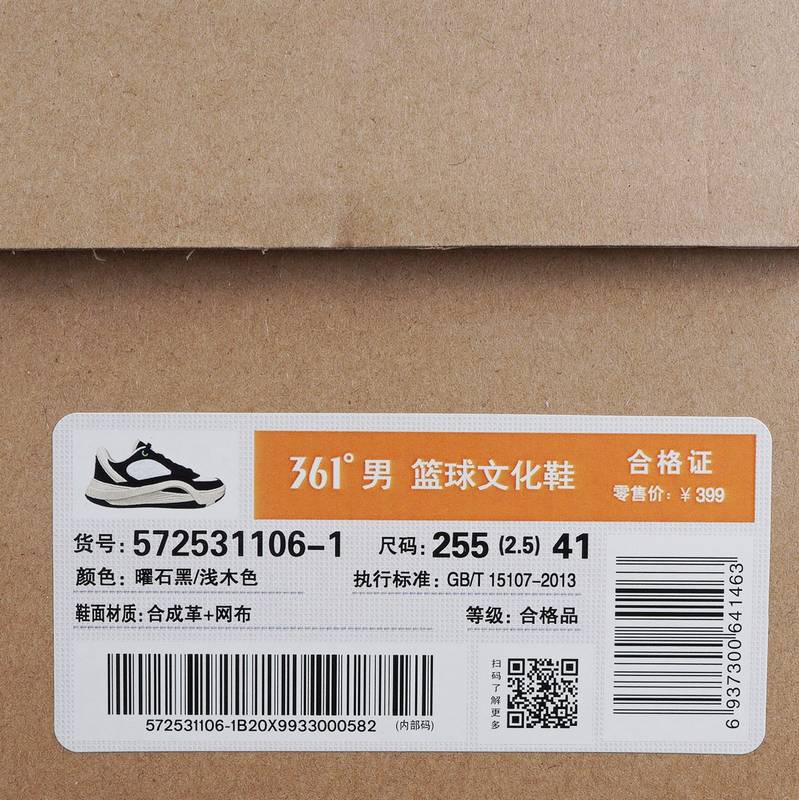 361° 男 篮球文化鞋
合格证
零售价：¥ 399
货号：572531106-1
尺码：255 (2.5) 41
颜色：曜石黑/浅木色
执行标准：GB/T 15107-2013
鞋面材质：合成革+网布
等级：合格品
572531106-1B20X9933000582 (内部码)
扫码了解更多
6 937300 641463